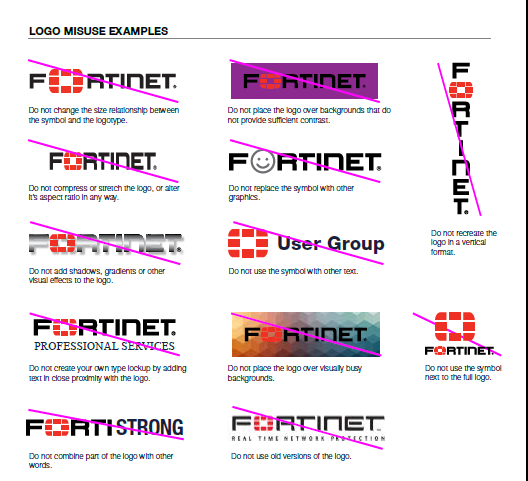 LOGO MISUSE EXAMPLES
FORTINET®
Do not change the size relationship between
the symbol and the logotype.
FORTINET®
Do not place the logo over backgrounds that do
not provide sufficient contrast.
FORTINET®
Do not recreate the
logo in a vertical
format.
FORTINET®
Do not compress or stretch the logo, or alter
it's aspect ratio in any way.
F RTINET®
Do not replace the symbol with other
graphics.
FORTINET®
Do not add shadows, gradients or other
visual effects to the logo.
User Group
Do not use the symbol with other text.
FORTINET®
PROFESSIONAL SERVICES
Do not create your own type lockup by adding
text in close proximity with the logo.
FORTINET®
Do not place the logo over visually busy
backgrounds.
FORTINET®
Do not use the symbol
next to the full logo.
FORTISTRONG
Do not combine part of the logo with other
words.
FORTINET
REAL TIME NETWORK PROTECTION
Do not use old versions of the logo.